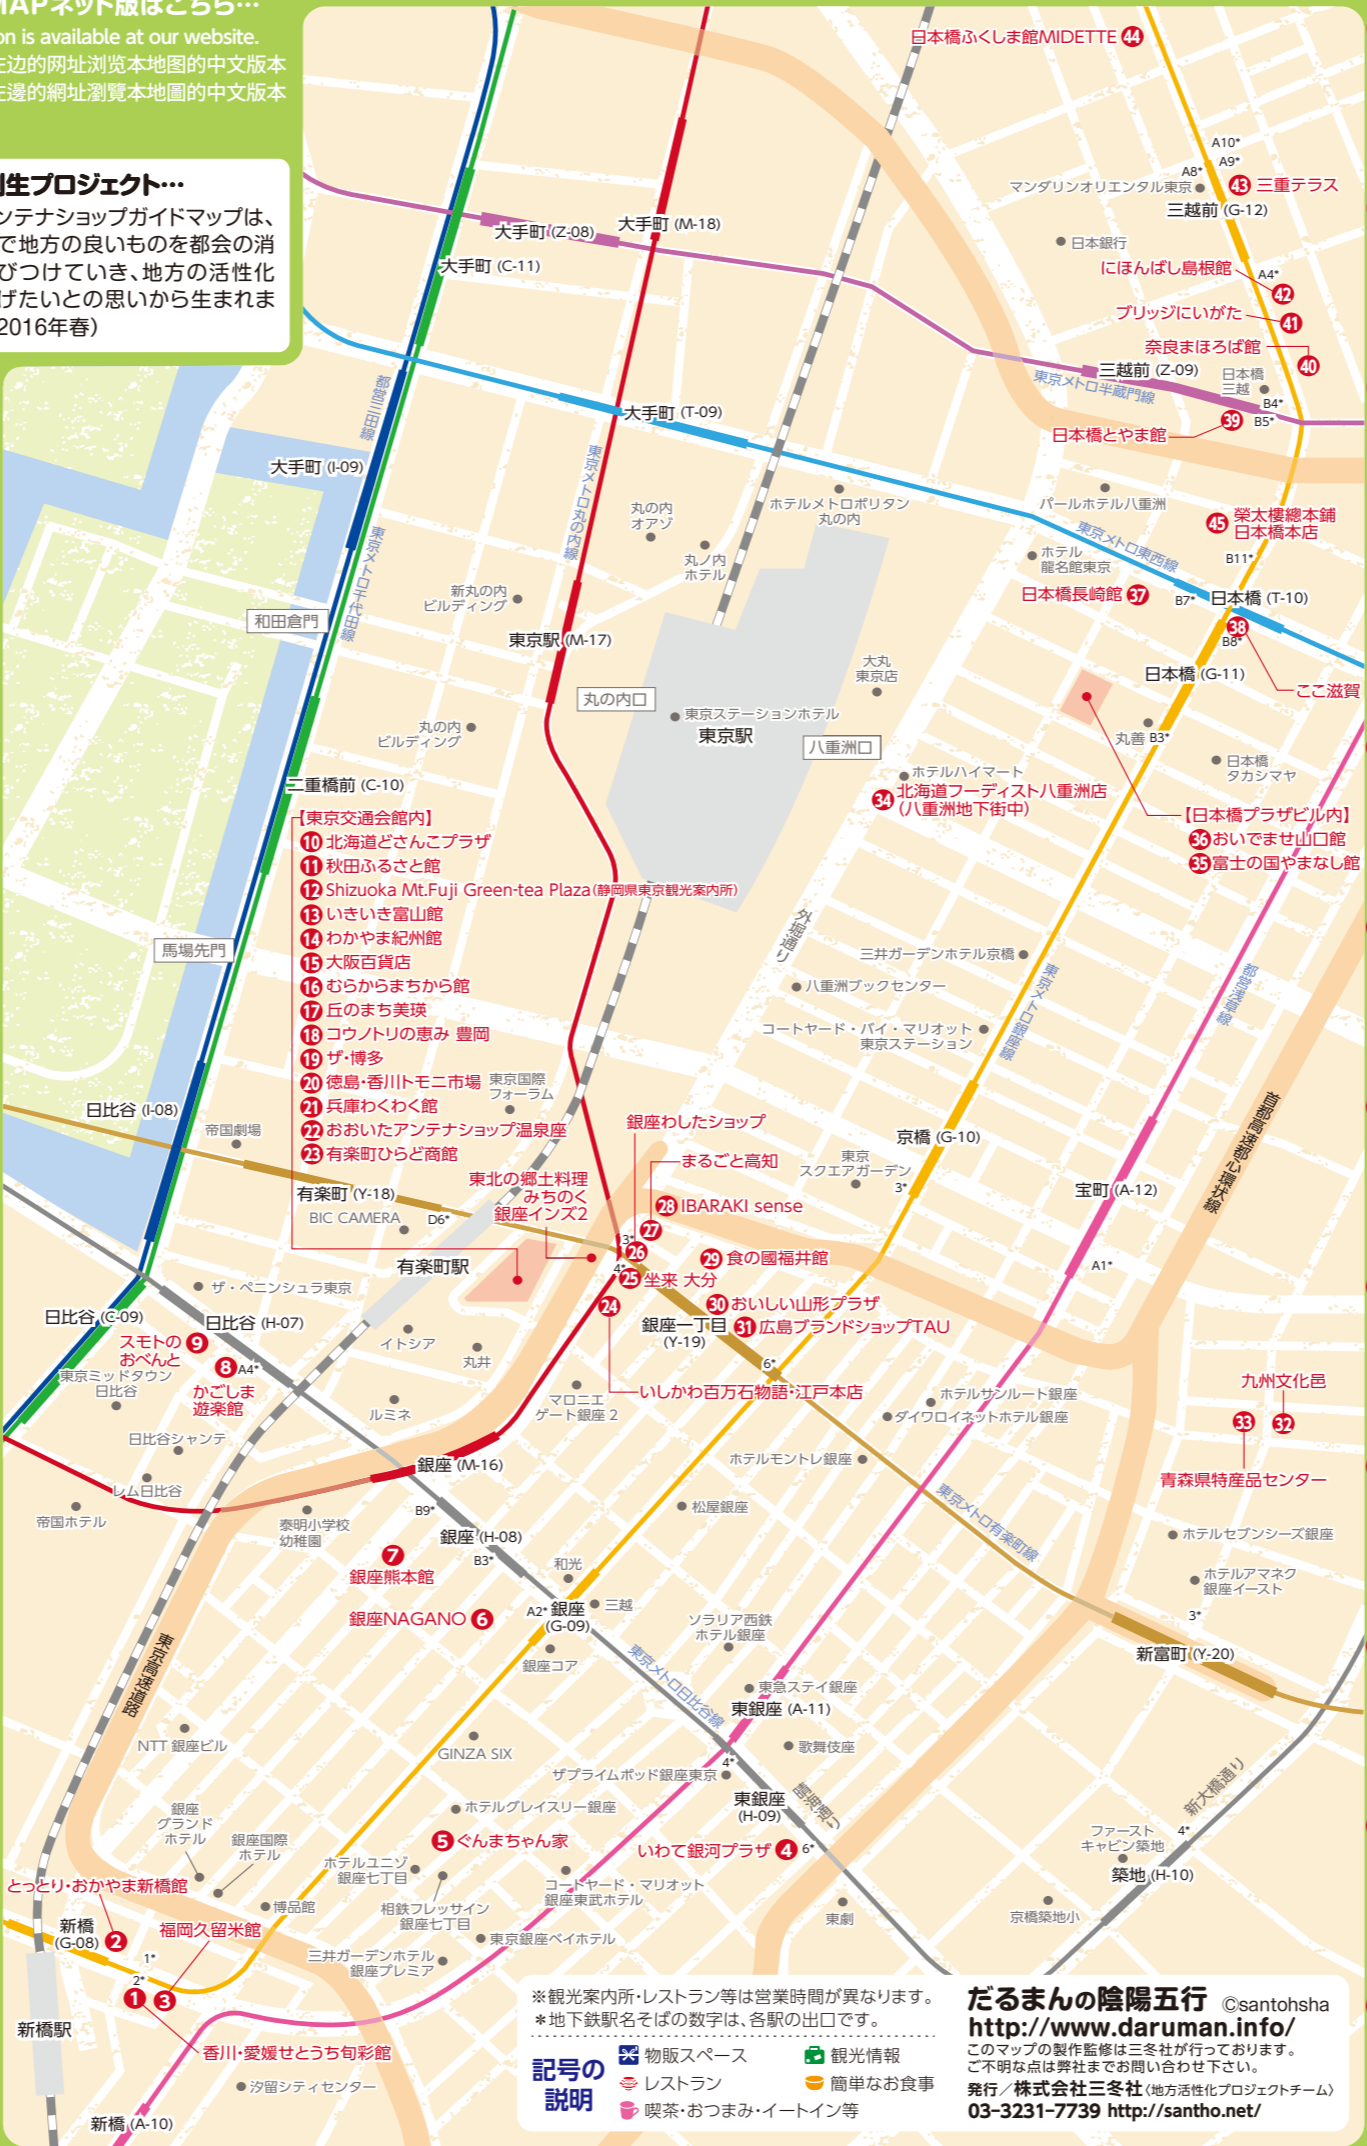 MAPネット版はこちら…
on is available at our website.
左边的网址浏览本地图的中文版本
左邊的網址瀏覽本地圖的中文版本
創生プロジェクト…
ンテナショップガイドマップは、
で地方の良いものを都会の消
びつけていき、地方の活性化
げたいとの思いから生まれま
2016年春）
日本橋ふくしま館MIDETTE 44
A10*
A9*
A8*
マンダリンオリエンタル東京
43 三重テラス
三越前 (G-12)
日本銀行
にほんばし島根館
A4*
42
ブリッジにいがた
41
奈良まほろば館
40
三越前 (Z-09)
東京メトロ半蔵門線
日本橋
三越
B4*
B5*
39
日本橋とやま館
大手町 (Z-08)
大手町 (M-18)
大手町 (C-11)
大手町 (T-09)
都営三田線
大手町 (I-09)
東京メトロ丸の内線
東京メトロ千代田線
丸の内
オアゾ
ホテルメトロポリタン
丸の内
丸ノ内
ホテル
新丸の内
ビルディング
和田倉門
東京駅 (M-17)
丸の内口
丸の内
ビルディング
東京ステーションホテル
東京駅
八重洲口
大丸
東京店
パールホテル八重洲
東京メトロ東西線
45 榮太樓總本鋪
日本橋本店
ホテル
龍名館東京
B11*
日本橋長崎館 37
B7*
日本橋 (T-10)
38
B8*
日本橋 (G-11)
ここ滋賀
丸善
B3*
日本橋
タカシマヤ
ホテルハイマート
34 北海道フーディスト八重洲店
(八重洲地下街中)
【日本橋プラザビル内】
36 おいでませ山口館
35 富士の国やまなし館
二重橋前 (C-10)
【東京交通会館内】
10 北海道どさんこプラザ
11 秋田ふるさと館
12 Shizuoka Mt.Fuji Green-tea Plaza(静岡県東京観光案内所)
13 いきいき富山館
14 わかやま紀州館
15 大阪百貨店
16 むらからまちから館
17 丘のまち美瑛
18 コウノトリの恵み 豊岡
19 ザ・博多
20 徳島・香川トモニ市場
21 兵庫わくわく館
22 おおいたアンテナショップ温泉座
23 有楽町ひらど商館
馬場先門
外堀通り
三井ガーデンホテル京橋
八重洲ブックセンター
コートヤード・バイ・マリオット
東京ステーション
東京メトロ銀座線
都営浅草線
首都高速都心環状線
東京国際
フォーラム
日比谷 (I-08)
帝国劇場
有楽町 (Y-18)
BIC CAMERA
D6*
東北の郷土料理
みちのく
銀座インズ2
銀座わしたショップ
まるごと高知
28 IBARAKI sense
27
3*
26
29 食の國福井館
4*
25 坐来 大分
24
30 おいしい山形プラザ
31 広島ブランドショップTAU
銀座一丁目
(Y-19)
6*
いしかわ百万石物語・江戸本店
京橋 (G-10)
東京
スクエアガーデン
3*
宝町 (A-12)
A1*
有楽町駅
ザ・ペニンシュラ東京
日比谷 (C-09)
日比谷 (H-07)
スモトの
おべんと
9
8
A4*
かごしま
遊楽館
東京ミッドタウン
日比谷
日比谷シャンテ
レム日比谷
帝国ホテル
イトシア
丸井
ルミネ
マロニエ
ゲート銀座 2
銀座 (M-16)
泰明小学校
幼稚園
B9*
銀座 (H-08)
B3*
7
銀座熊本館
銀座NAGANO 6
ホテルサンルート銀座
ダイワロイネットホテル銀座
ホテルモントレ銀座
松屋銀座
東京メトロ有楽町線
九州文化邑
33
32
青森県特産品センター
ホテルセブンシーズ銀座
ホテルアマネク
銀座イースト
3*
新富町 (Y-20)
和光
三越
A2*
銀座
(G-09)
銀座コア
ソラリア西鉄
ホテル銀座
東京メトロ日比谷線
東急ステイ銀座
東銀座 (A-11)
歌舞伎座
ザプライムポッド銀座東京
4*
東銀座
(H-09)
晴海通り
新大橋通り
東京高速道路
NTT 銀座ビル
GINZA SIX
ホテルグレイスリー銀座
5 ぐんまちゃん家
いわて銀河プラザ 4
6*
銀座
グランド
ホテル
銀座国際
ホテル
ホテルユニゾ
銀座七丁目
相鉄フレッサイン
銀座七丁目
コートヤード・マリオット
銀座東武ホテル
東京銀座ベイホテル
三井ガーデンホテル
銀座プレミア
博品館
東劇
ファースト
キャビン築地
4*
築地 (H-10)
京橋築地小
とっとり・おかやま新橋館
新橋
(G-08)
2
福岡久留米館
1*
2*
1
3
新橋駅
香川・愛媛せとうち旬彩館
汐留シティセンター
新橋 (A-10)
※観光案内所・レストラン等は営業時間が異なります。
＊地下鉄駅名そばの数字は、各駅の出口です。
記号の
説明
物販スペース
観光情報
レストラン
簡単なお食事
喫茶・おつまみ・イートイン等
だるまんの陰陽五行 ©santohsha
http://www.daruman.info/
このマップの製作監修は三冬社が行っております。
ご不明な点は弊社までお問い合わせ下さい。
発行／株式会社三冬社〈地方活性化プロジェクトチーム〉
03-3231-7739 http://santho.net/